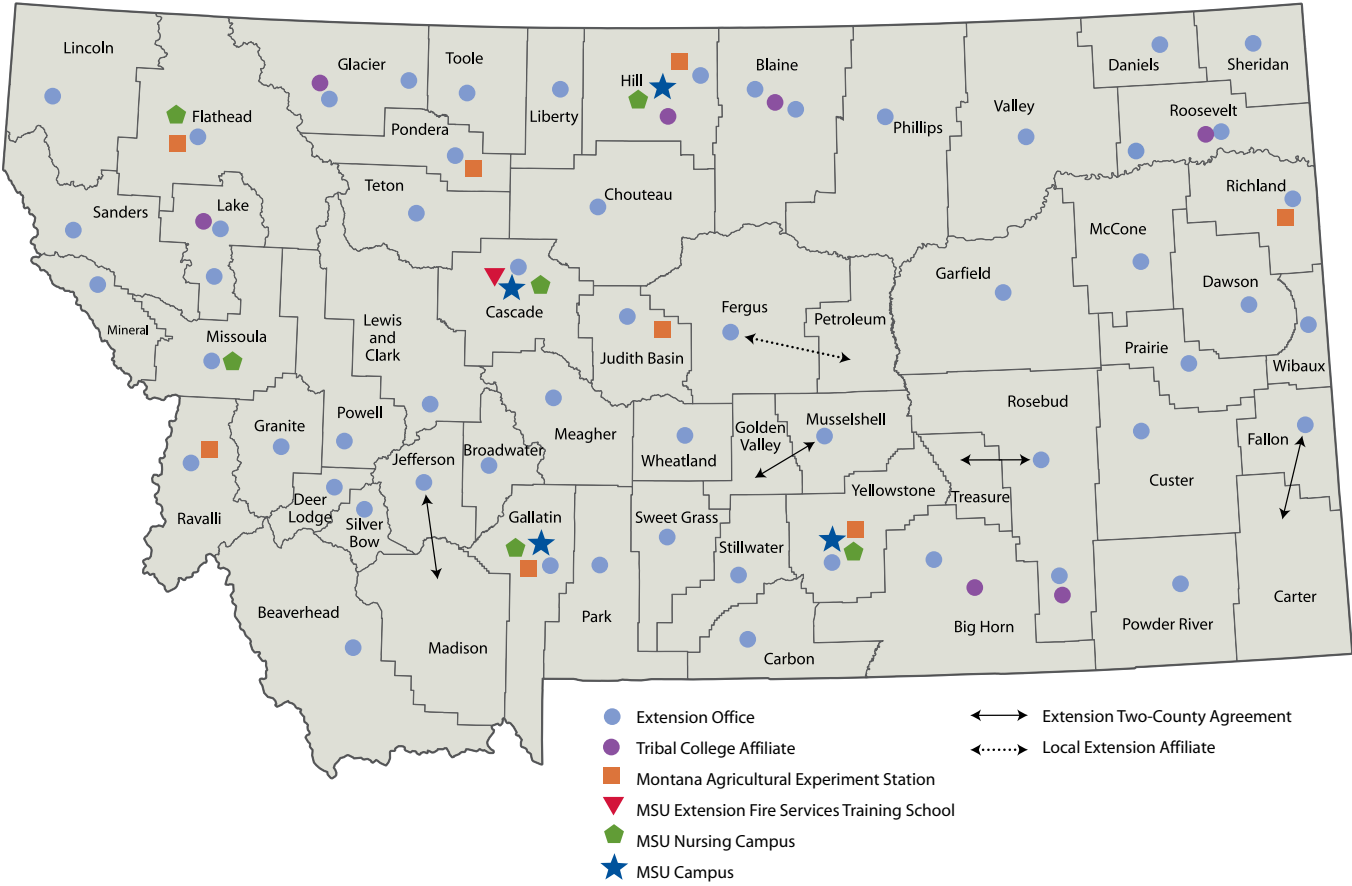 Lincoln
Flathead
Glacier
Toole
Liberty
Hill
Blaine
Phillips
Valley
Daniels
Sheridan
Roosevelt
Pondera
Teton
Chouteau
Richland
McCone
Sanders
Lake
Garfield
Dawson
Mineral
Missoula
Lewis
and
Clark
Cascade
Judith Basin
Fergus
Petroleum
Prairie
Wibaux
Powell
Granite
Meagher
Musselshell
Golden
Valley
Rosebud
Fallon
Jefferson
Broadwater
Wheatland
Custer
Ravalli
Deer
Lodge
Silver
Bow
Gallatin
Sweet Grass
Stillwater
Yellowstone
Treasure
Beaverhead
Madison
Park
Carbon
Big Horn
Powder River
Carter
Extension Office
Tribal College Affiliate
Montana Agricultural Experiment Station
MSU Extension Fire Services Training School
MSU Nursing Campus
MSU Campus
Extension Two-County Agreement
Local Extension Affiliate